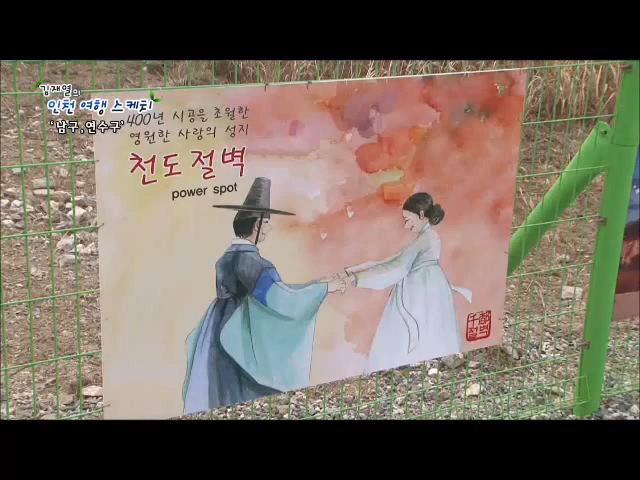 김재열의
인천 여행 스케치
'남구,연수구'
400년 시공을 초월한
영원한 사랑의 성지
천도절벽
power spot